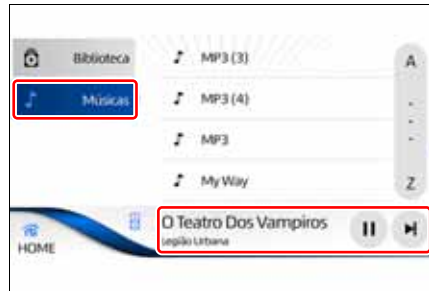 Biblioteca
Músicas
MP3 (3)
MP3 (4)
MP3
My Way
A
Z
O Teatro Dos Vampiros
Legião Urbana
HOME